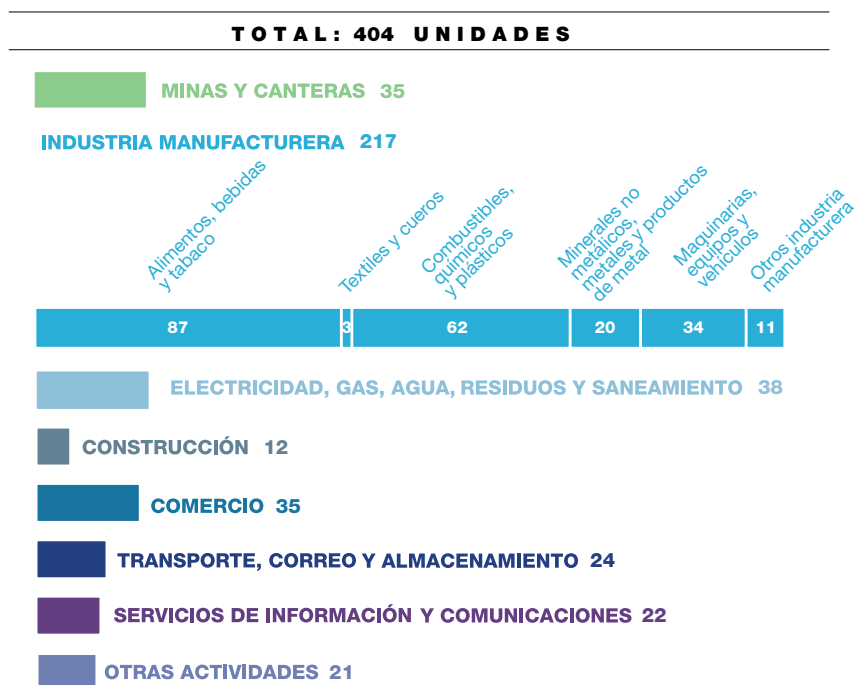 TOTAL: 404 UNIDADES
MINAS Y CANTERAS 35
INDUSTRIA MANUFACTURERA 217
Alimentos, bebidas
y tabaco
Textiles y cueros
Combustibles,
químicos
y plásticos
Minerales no
metálicos,
metales y productos
de metal
Maquinarias,
equipos y
vehículos
Otros industria
manufacturera
87
3
62
20
34
11
ELECTRICIDAD, GAS, AGUA, RESIDUOS Y SANEAMIENTO 38
CONSTRUCCIÓN 12
COMERCIO 35
TRANSPORTE, CORREO Y ALMACENAMIENTO 24
SERVICIOS DE INFORMACIÓN Y COMUNICACIONES 22
OTRAS ACTIVIDADES 21